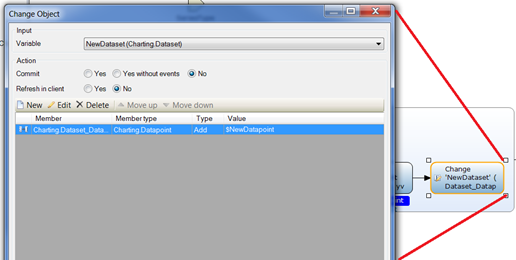 Change Object
Input
Variable
NewDataset (Charting.Dataset)
Action
Commit Yes Yes without events No
Refresh in client Yes No
New Edit Delete Move up Move down
Member Member type Type Value
Charting.Dataset_Data... Charting.Datapoint Add $NewDatapoint
Change
'NewDataset' (
Dataset_Datap